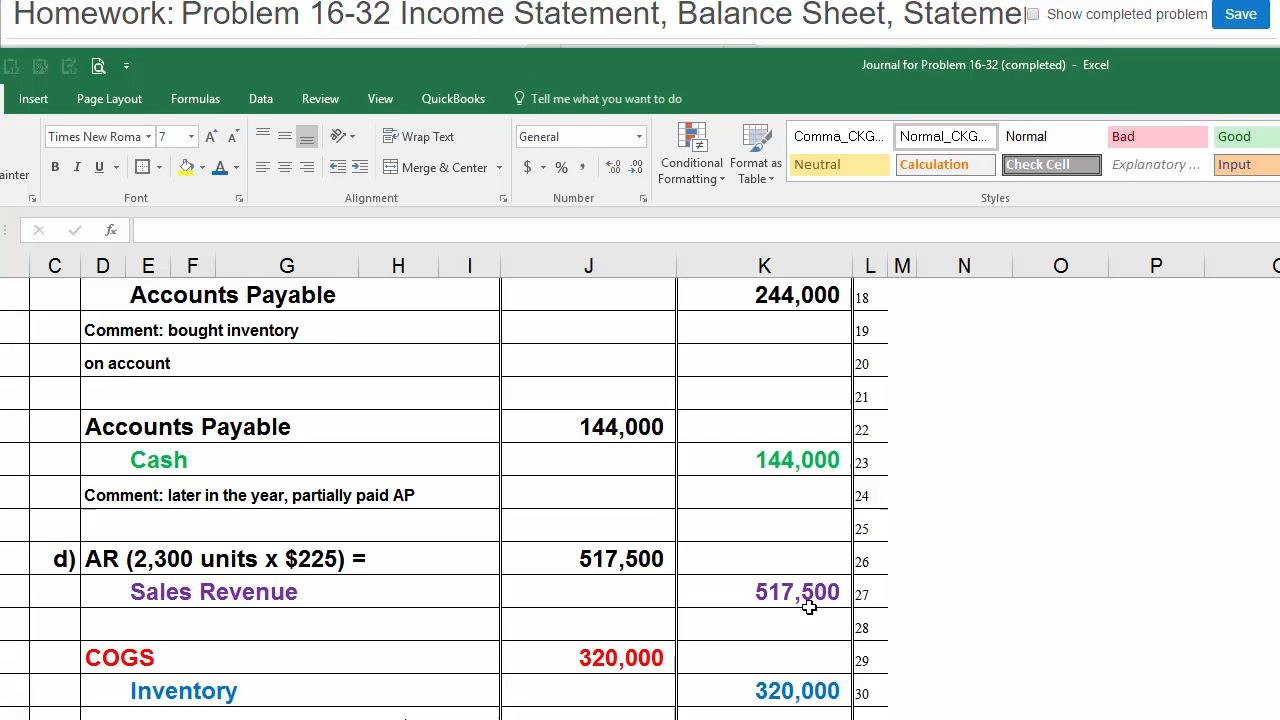 Homework: Problem 16-32 Income Statement, Balance Sheet, Stateme
Show completed problem
Save
Journal for Problem 16-32 (completed) - Excel
Insert Page Layout Formulas Data Review View QuickBooks Tell me what you want to do
Times New Roma 7 A A Wrap Text General Comma_CKG... Normal_CKG... Normal Bad Good
ainter B I U A Merge & Center $ % , .00 Conditional Formatting Format as Table Neutral Calculation Check Cell Explanatory ... Input
Font Alignment Number Styles
fx
C D E F G H I J K L M N O P
Accounts Payable 244,000 18
Comment: bought inventory 19
on account 20
21
Accounts Payable 144,000 22
Cash 144,000 23
Comment: later in the year, partially paid AP 24
25
d) AR (2,300 units x $225) = 517,500 26
Sales Revenue 517,500 27
28
COGS 320,000 29
Inventory 320,000 30